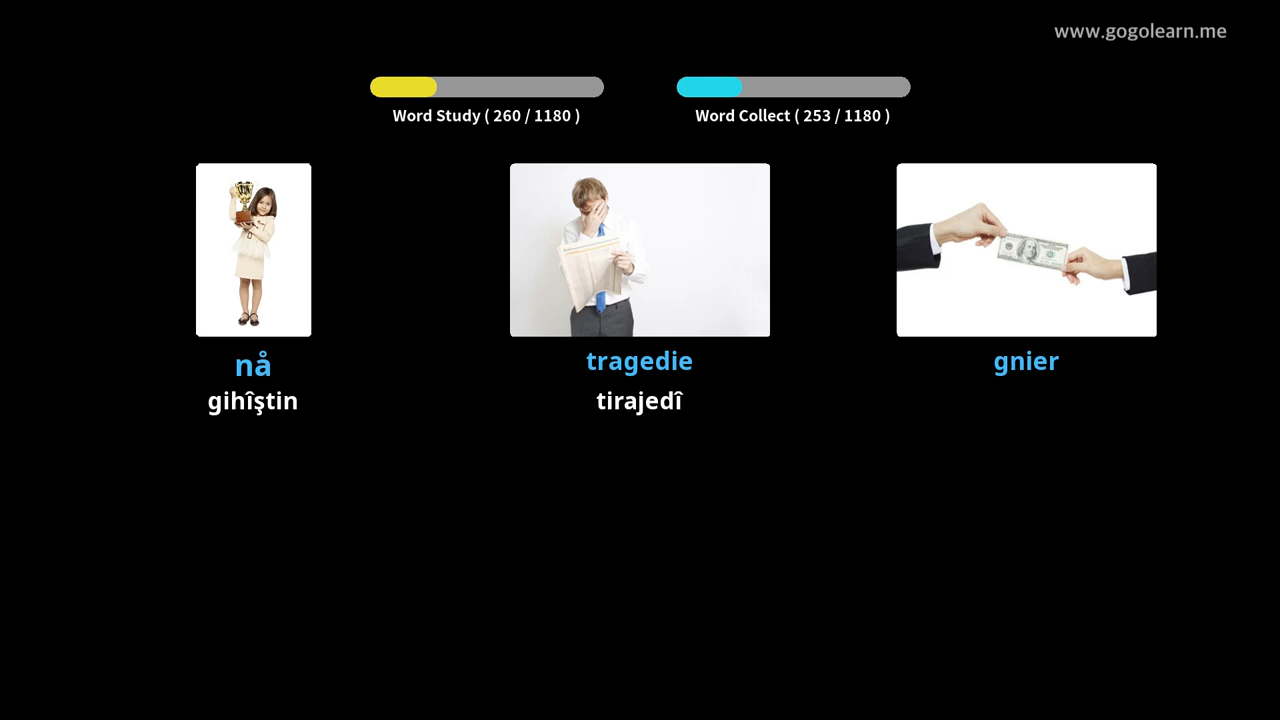 www.gogolearn.me
Word Study ( 260 / 1180 )
Word Collect ( 253 / 1180 )
nå
gihîştin
tragedie
tirajedî
gnier